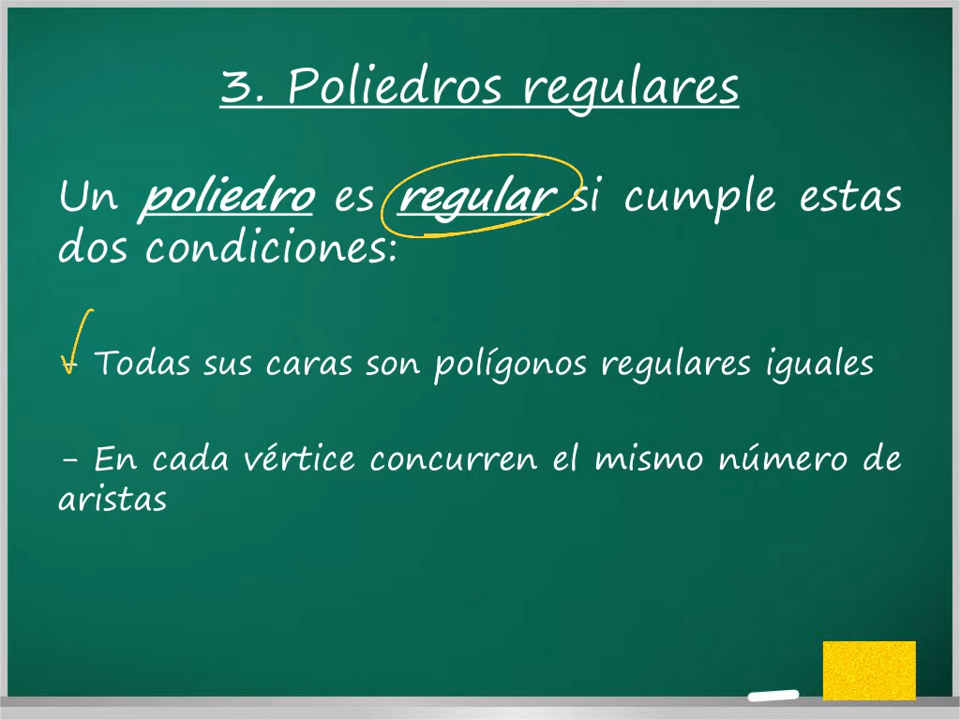 3. Poliedros regulares
Un poliedro es regular si cumple estas
dos condiciones:
- Todas sus caras son polígonos regulares iguales
- En cada vértice concurren el mismo número de
aristas